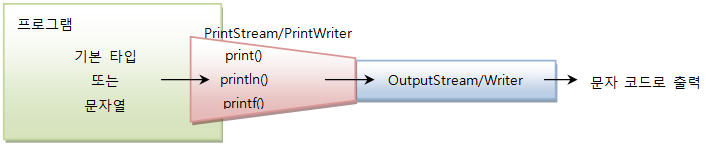 프로그램
기본 타입
또는
문자열
PrintStream/PrintWriter
print()
println()
printf()
OutputStream/Writer
문자 코드로 출력